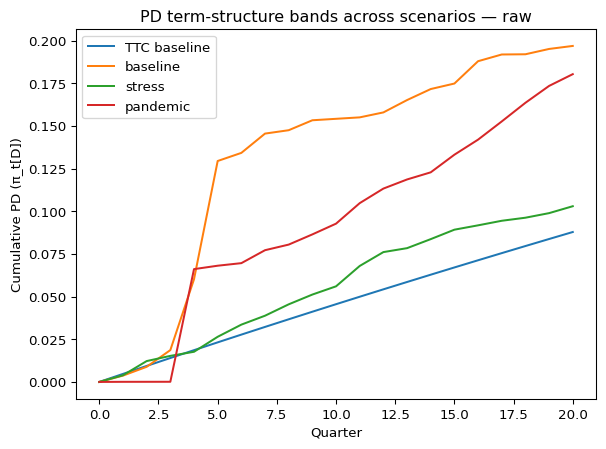 PD term-structure bands across scenarios — raw
TTC baseline
baseline
stress
pandemic
Cumulative PD (π_t[D])
0.200
0.175
0.150
0.125
0.100
0.075
0.050
0.025
0.000
0.0 2.5 5.0 7.5 10.0 12.5 15.0 17.5 20.0
Quarter